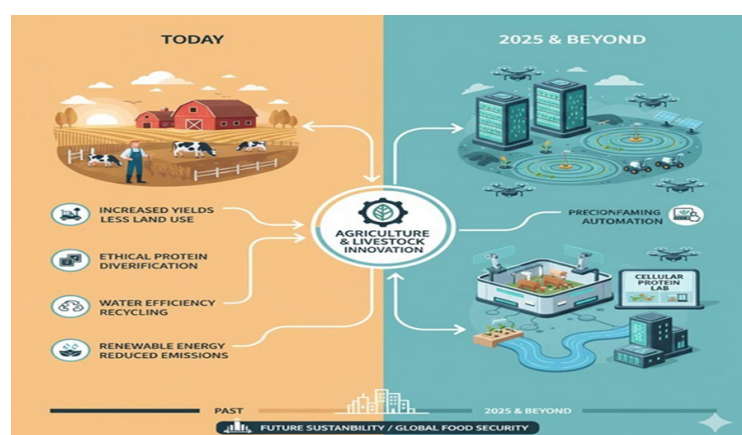 TODAY
2025 & BEYOND
INCREASED YIELDS
LESS LAND USE
ETHICAL PROTEIN
DIVERIFICATION
WATER EFFICIENCY
RECYCLING
RENEWABLE ENERGY
REDUCED EMISSIONS
AGRICULTURE
& LIVESTOCK
INNOVATION
PRECIONFAMING
AUTOMATION
CELLULAR
PROTEIN
LAB
PAST
2025 & BEYOND
FUTURE SUSTANBILITY / GLOBAL FOOD SECURITY